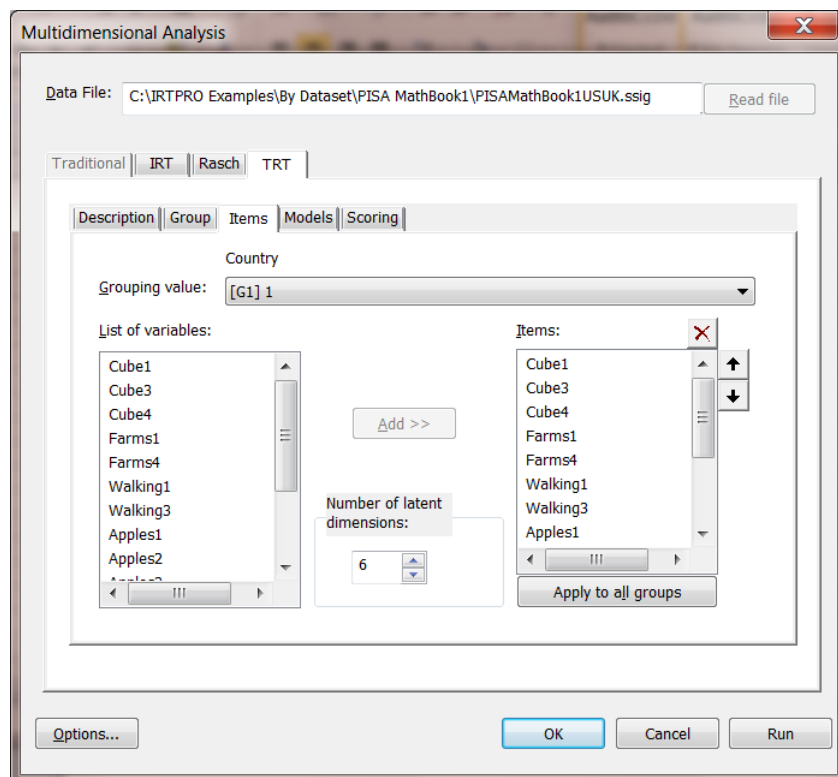 Multidimensional Analysis
Data File: C:\IRTPRO Examples\By Dataset\PISA MathBook1\PISAMathBook1USUK.ssig Read file
Traditional IRT Rasch TRT
Description Group Items Models Scoring
Country
Grouping value: [G1] 1
List of variables:
Cube1
Cube3
Cube4
Farms1
Farms4
Walking1
Walking3
Apples1
Apples2
Add >>
Number of latent
dimensions:
6
Items:
Cube1
Cube3
Cube4
Farms1
Farms4
Walking1
Walking3
Apples1
Apply to all groups
Options... OK Cancel Run